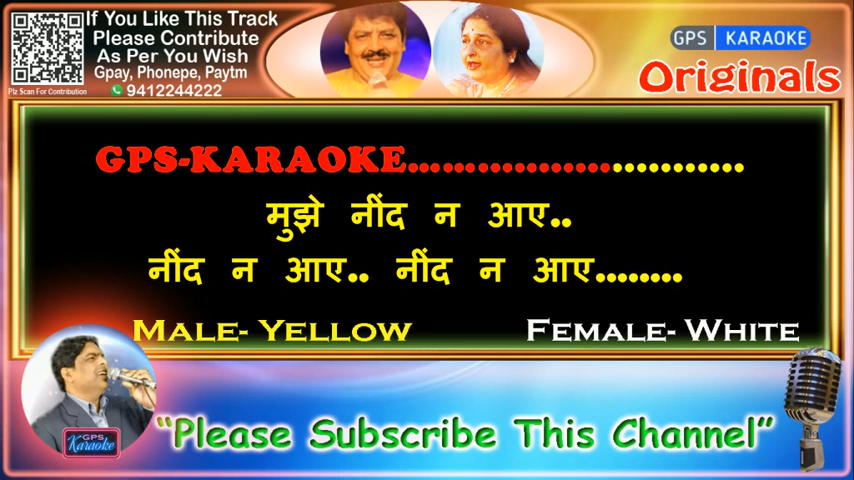 If You Like This Track
Please Contribute
As Per You Wish
Gpay, Phonepe, Paytm
Plz Scan For Contribution
9412244222
GPS KARAOKE
Originals
GPS-KARAOKE.............................
मुझे नींद न आए..
नींद न आए.. नींद न आए........
MALE- YELLOW
FEMALE- WHITE
GPS
Karaoke
“Please Subscribe This Channel”